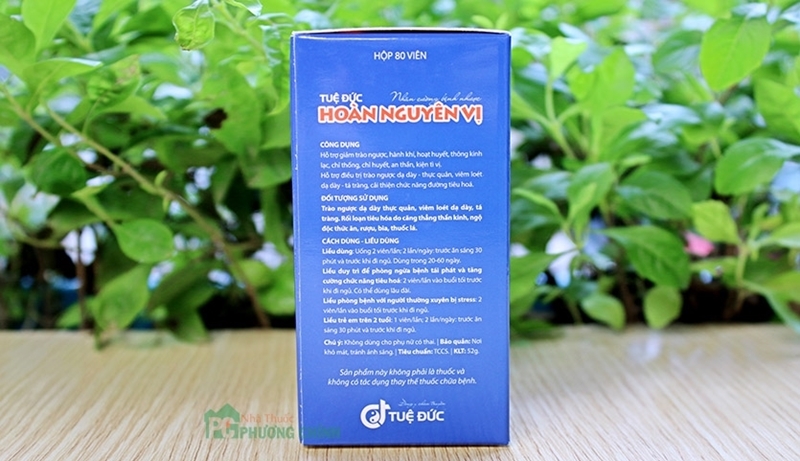 HỘP 80 VIÊN
TUỆ ĐỨC
HOÀN NGUYÊN VỊ
CÔNG DỤNG
Hỗ trợ giảm trào ngược, hành khí, hoạt huyết, thông kinh
lạc, chỉ thống, chỉ huyết, an thần, kiện tì vị.
Hỗ trợ điều trị trào ngược dạ dày - thực quản, viêm loét
dạ dày - tá tràng, cải thiện chức năng đường tiêu hoá.
ĐỐI TƯỢNG SỬ DỤNG
Trào ngược dạ dày thực quản, viêm loét dạ dày, tá
tràng. Rối loạn tiêu hóa do căng thẳng thần kinh, ngộ
độc thức ăn, rượu, bia, thuốc lá.
CÁCH DÙNG - LIỀU DÙNG
Liều dùng: Uống 2 viên/lần; 2 lần/ngày: trước ăn sáng 30
phút và trước khi đi ngủ. Dùng trong 20-60 ngày.
Liều duy trì để phòng ngừa bệnh tái phát và tăng
cường chức năng tiêu hoá: 2 viên/lần vào buổi tối trước
khi đi ngủ. Có thể dùng lâu dài.
Liều phòng bệnh với người thường xuyên bị stress: 2
viên/lần vào buổi tối trước khi đi ngủ.
Liều trẻ em trên 2 tuổi: 1 viên/lần; 2 lần/ngày: trước ăn
sáng 30 phút và trước khi đi ngủ.
Chú ý: Không dùng cho phụ nữ có thai. | Bảo quản: Nơi
khô mát, tránh ánh sáng. | Tiêu chuẩn: TCCS. | KLT: 52g.
Sản phẩm này không phải là thuốc và
không có tác dụng thay thế thuốc chữa bệnh.
TUỆ ĐỨC
Nhà Thuốc
PG PHƯƠNG